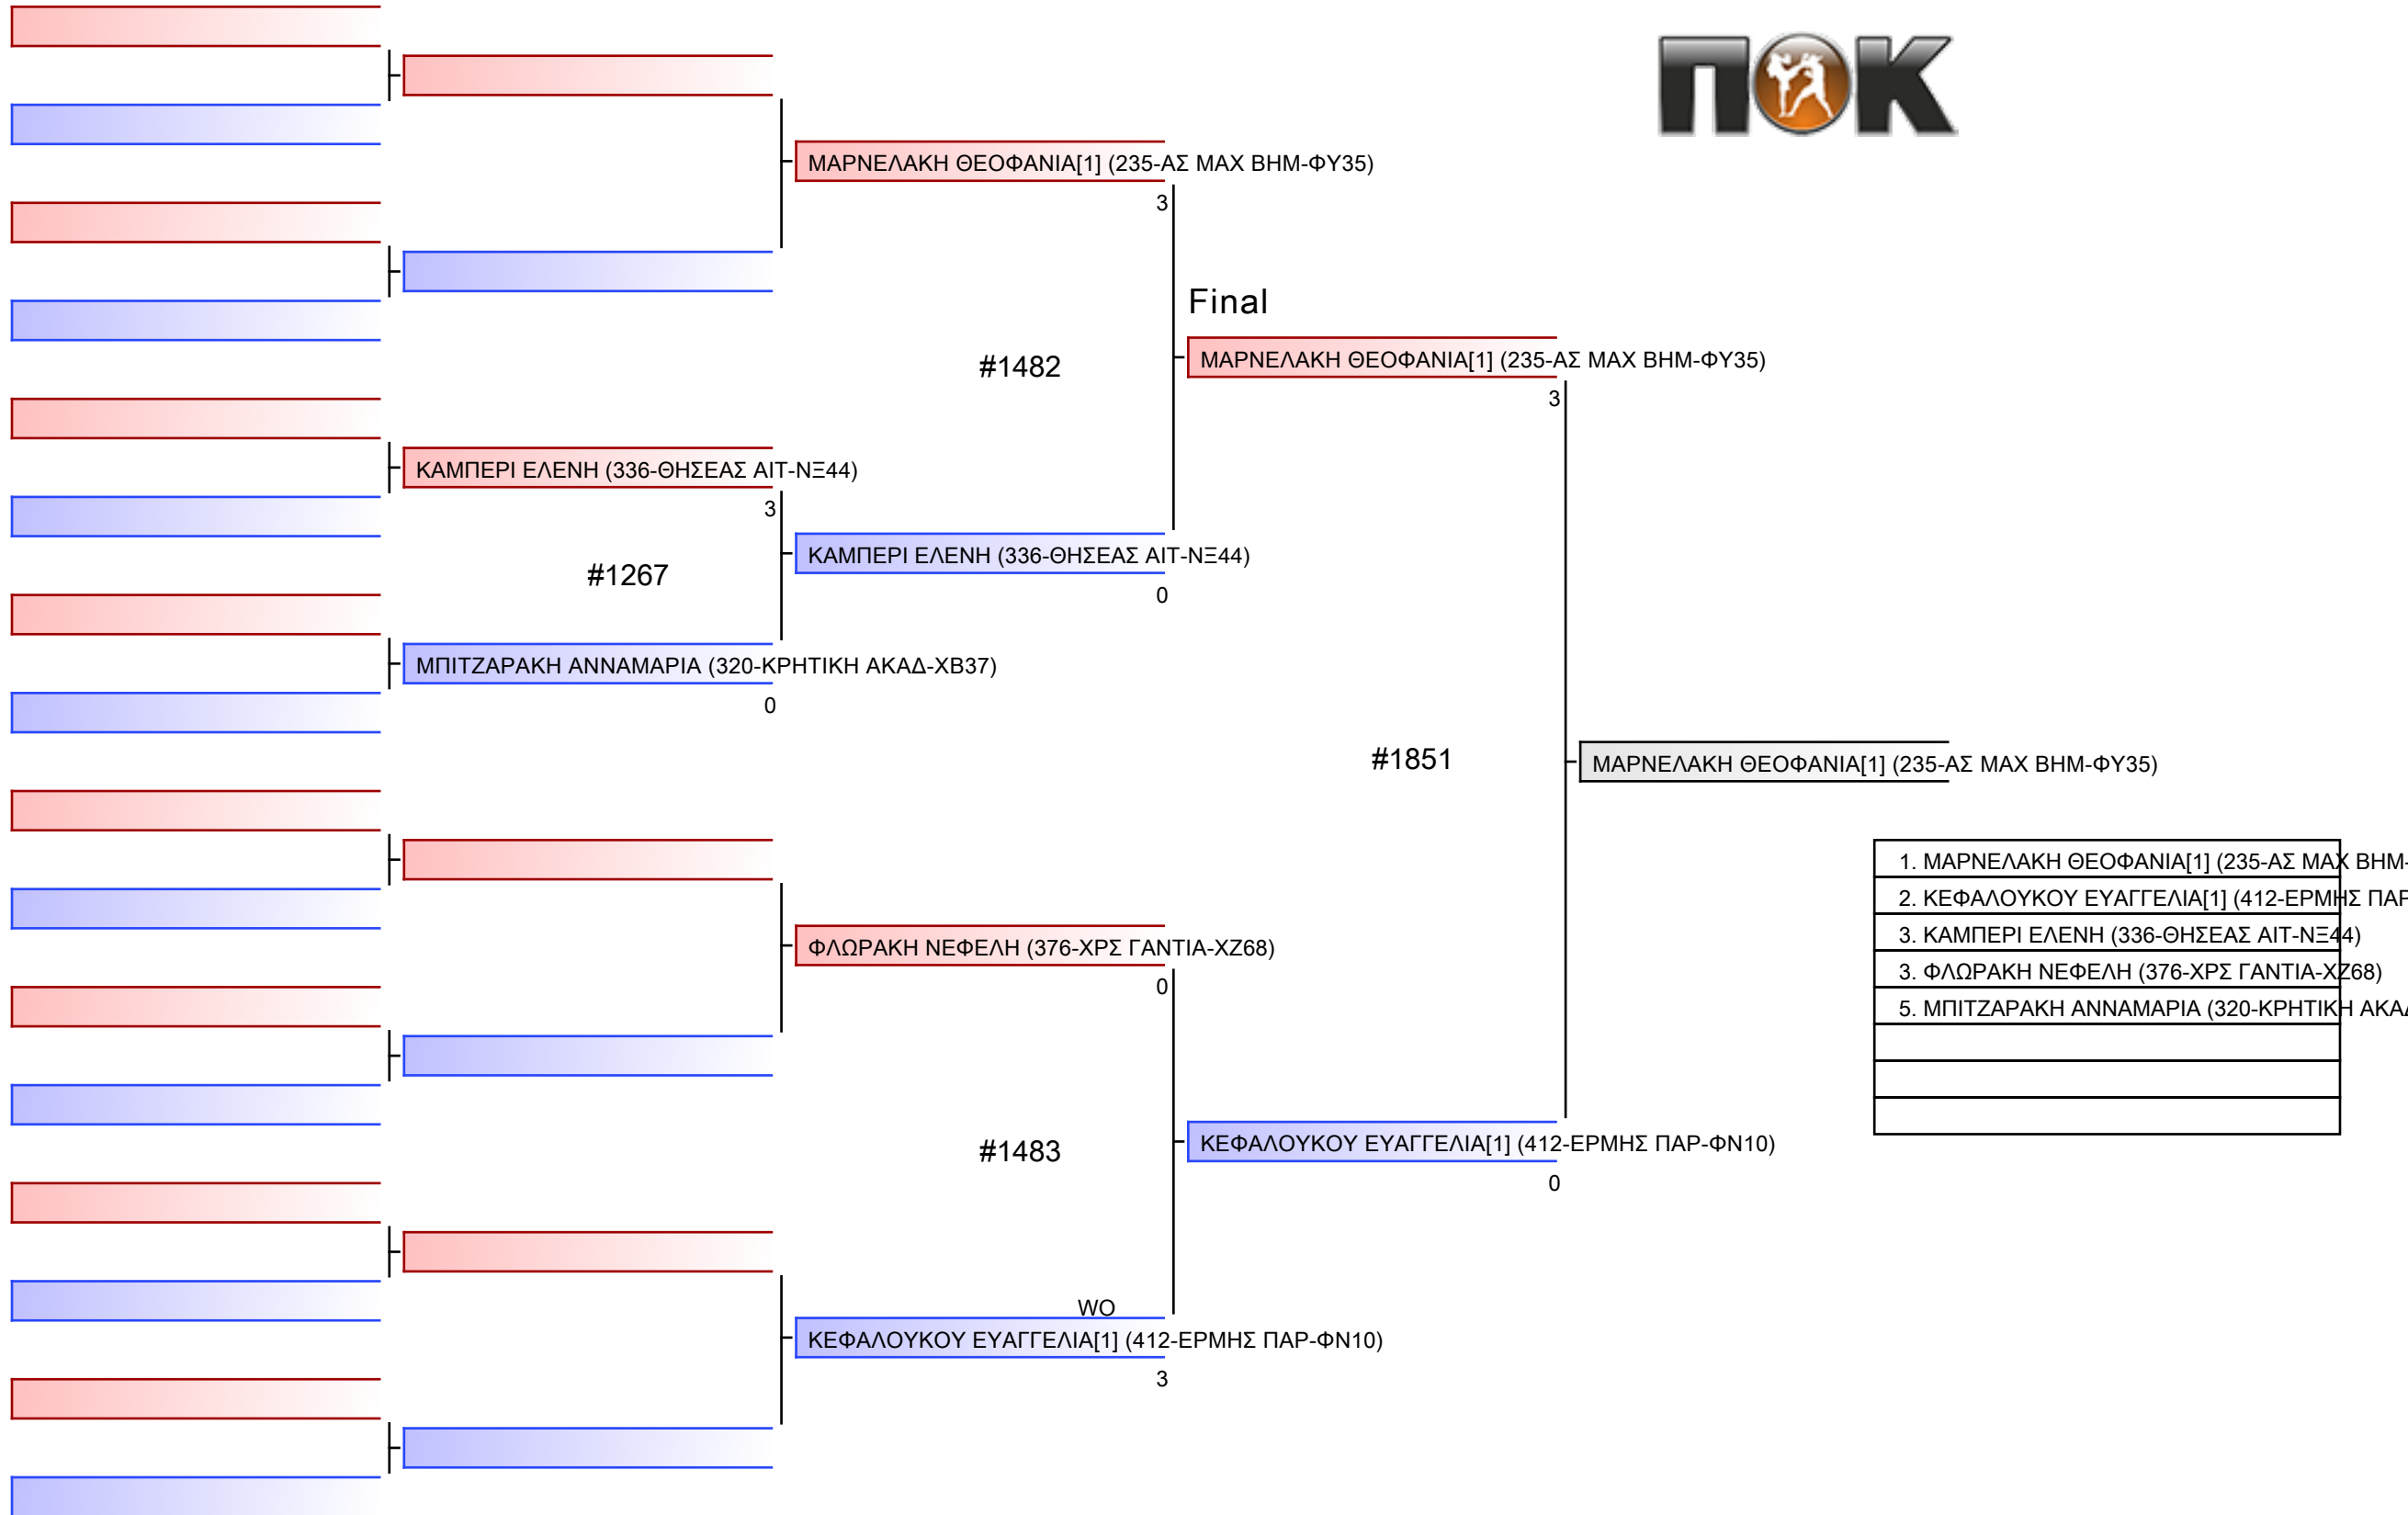 ΠΟΚ
ΜΑΡΝΕΛΑΚΗ ΘΕΟΦΑΝΙΑ[1] (235-ΑΣ ΜΑΧ ΒΗΜ-ΦΥ35)
3
Final
#1482
ΜΑΡΝΕΛΑΚΗ ΘΕΟΦΑΝΙΑ[1] (235-ΑΣ ΜΑΧ ΒΗΜ-ΦΥ35)
3
ΚΑΜΠΕΡΙ ΕΛΕΝΗ (336-ΘΗΣΕΑΣ ΑΙΤ-ΝΞ44)
3
#1267
ΚΑΜΠΕΡΙ ΕΛΕΝΗ (336-ΘΗΣΕΑΣ ΑΙΤ-ΝΞ44)
0
ΜΠΙΤΖΑΡΑΚΗ ΑΝΝΑΜΑΡΙΑ (320-ΚΡΗΤΙΚΗ ΑΚΑΔ-ΧΒ37)
0
#1851
ΜΑΡΝΕΛΑΚΗ ΘΕΟΦΑΝΙΑ[1] (235-ΑΣ ΜΑΧ ΒΗΜ-ΦΥ35)
1. ΜΑΡΝΕΛΑΚΗ ΘΕΟΦΑΝΙΑ[1] (235-ΑΣ ΜΑΧ ΒΗΜ-
2. ΚΕΦΑΛΟΥΚΟΥ ΕΥΑΓΓΕΛΙΑ[1] (412-ΕΡΜΗΣ ΠΑΡ
3. ΚΑΜΠΕΡΙ ΕΛΕΝΗ (336-ΘΗΣΕΑΣ ΑΙΤ-ΝΞ44)
3. ΦΛΩΡΑΚΗ ΝΕΦΕΛΗ (376-ΧΡΣ ΓΑΝΤΙΑ-ΧΖ68)
5. ΜΠΙΤΖΑΡΑΚΗ ΑΝΝΑΜΑΡΙΑ (320-ΚΡΗΤΙΚΗ ΑΚΑΔ
ΦΛΩΡΑΚΗ ΝΕΦΕΛΗ (376-ΧΡΣ ΓΑΝΤΙΑ-ΧΖ68)
0
#1483
ΚΕΦΑΛΟΥΚΟΥ ΕΥΑΓΓΕΛΙΑ[1] (412-ΕΡΜΗΣ ΠΑΡ-ΦΝ10)
0
WO
ΚΕΦΑΛΟΥΚΟΥ ΕΥΑΓΓΕΛΙΑ[1] (412-ΕΡΜΗΣ ΠΑΡ-ΦΝ10)
3